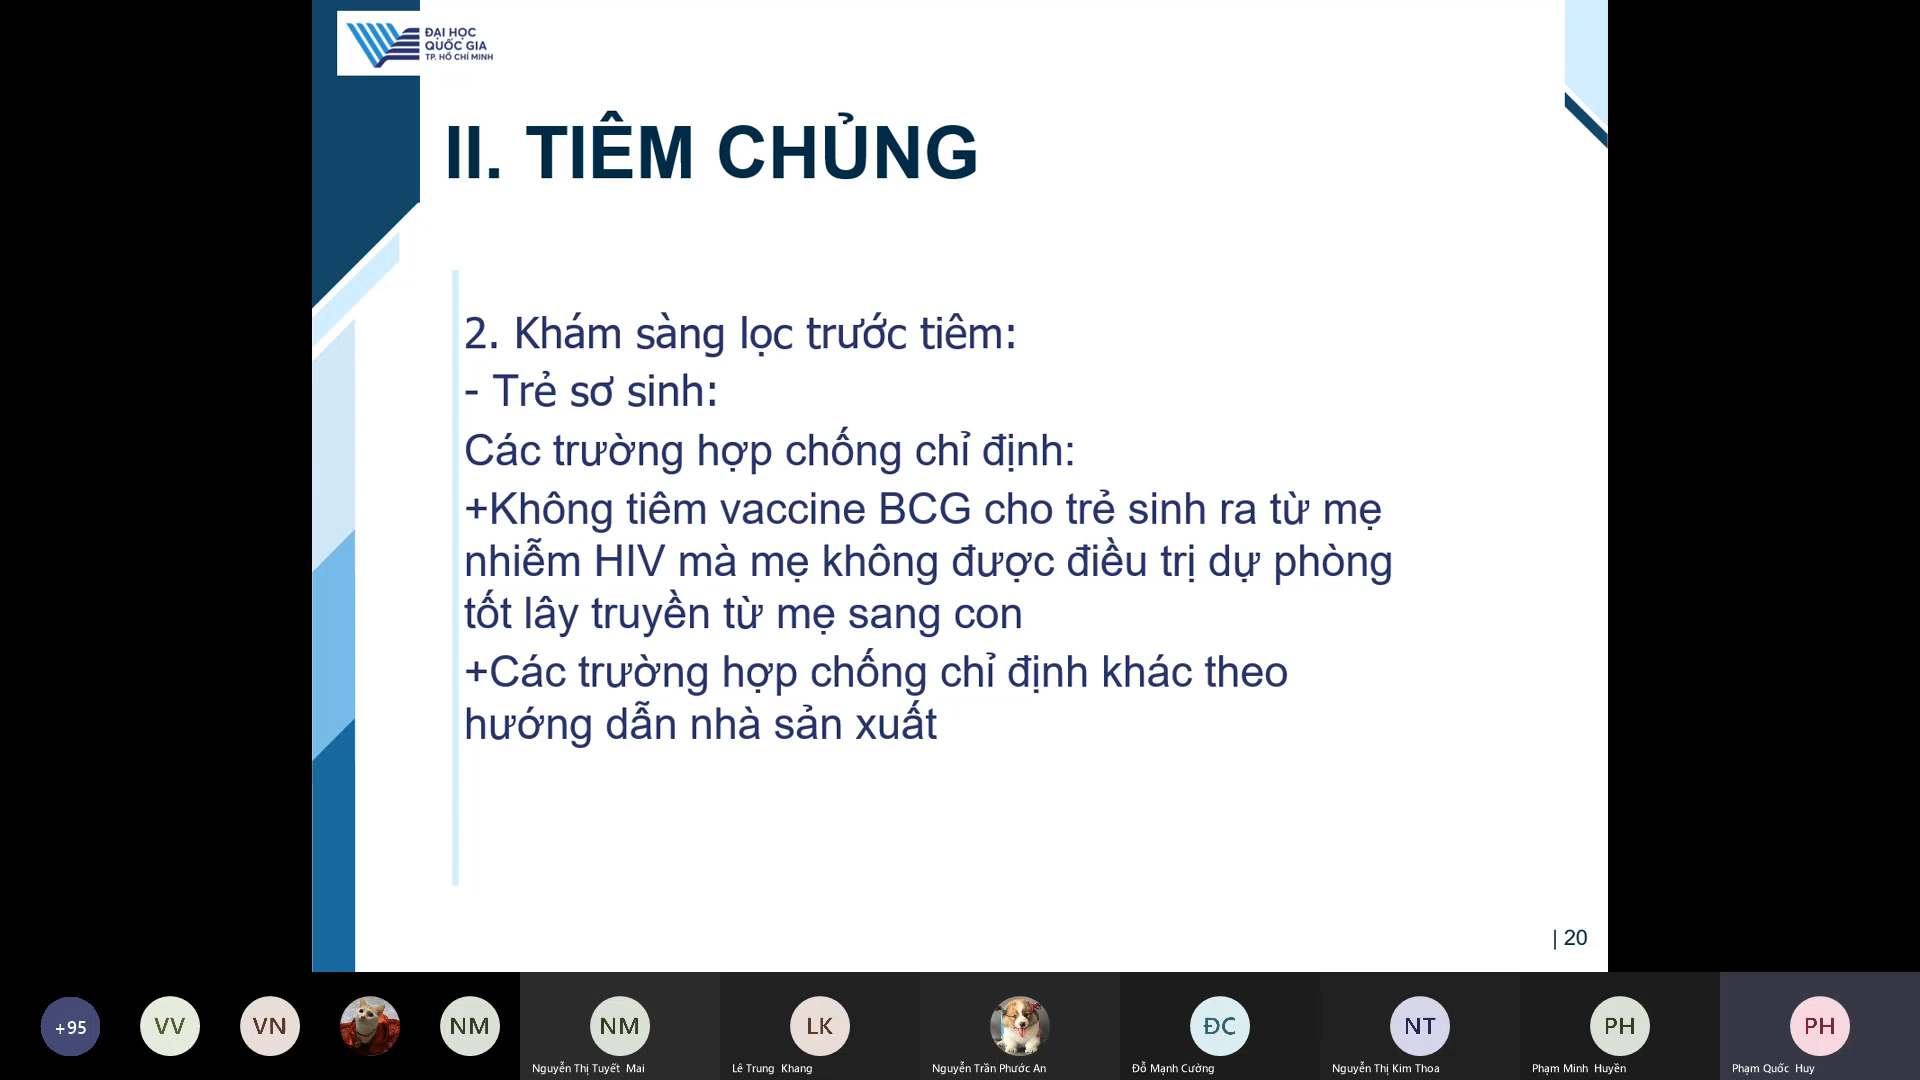 ĐẠI HỌC
QUỐC GIA
TP. HỒ CHÍ MINH
II. TIÊM CHỦNG
2. Khám sàng lọc trước tiêm:
- Trẻ sơ sinh:
Các trường hợp chống chỉ định:
+Không tiêm vaccine BCG cho trẻ sinh ra từ mẹ
nhiễm HIV mà mẹ không được điều trị dự phòng
tốt lây truyền từ mẹ sang con
+Các trường hợp chống chỉ định khác theo
hướng dẫn nhà sản xuất
| 20
+95
VV
VN
NM
NM
LK
ĐC
NT
PH
PH
Nguyễn Thị Tuyết Mai
Lê Trung Khang
Nguyễn Trần Phước An
Đỗ Mạnh Cường
Nguyễn Thị Kim Thoa
Phạm Minh Huyền
Phạm Quốc Huy